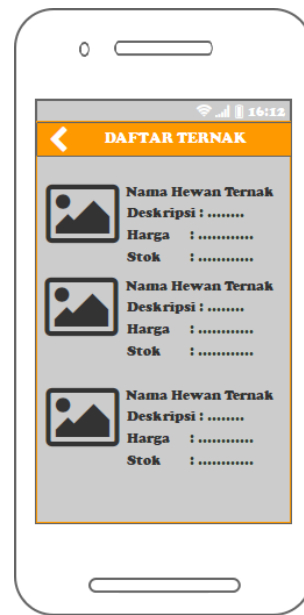 16:12
DAFTAR TERNAK
Nama Hewan Ternak
Deskripsi : ........
Harga : ............
Stok : ............
Nama Hewan Ternak
Deskripsi : ........
Harga : ............
Stok : ............
Nama Hewan Ternak
Deskripsi : ........
Harga : ............
Stok : ............